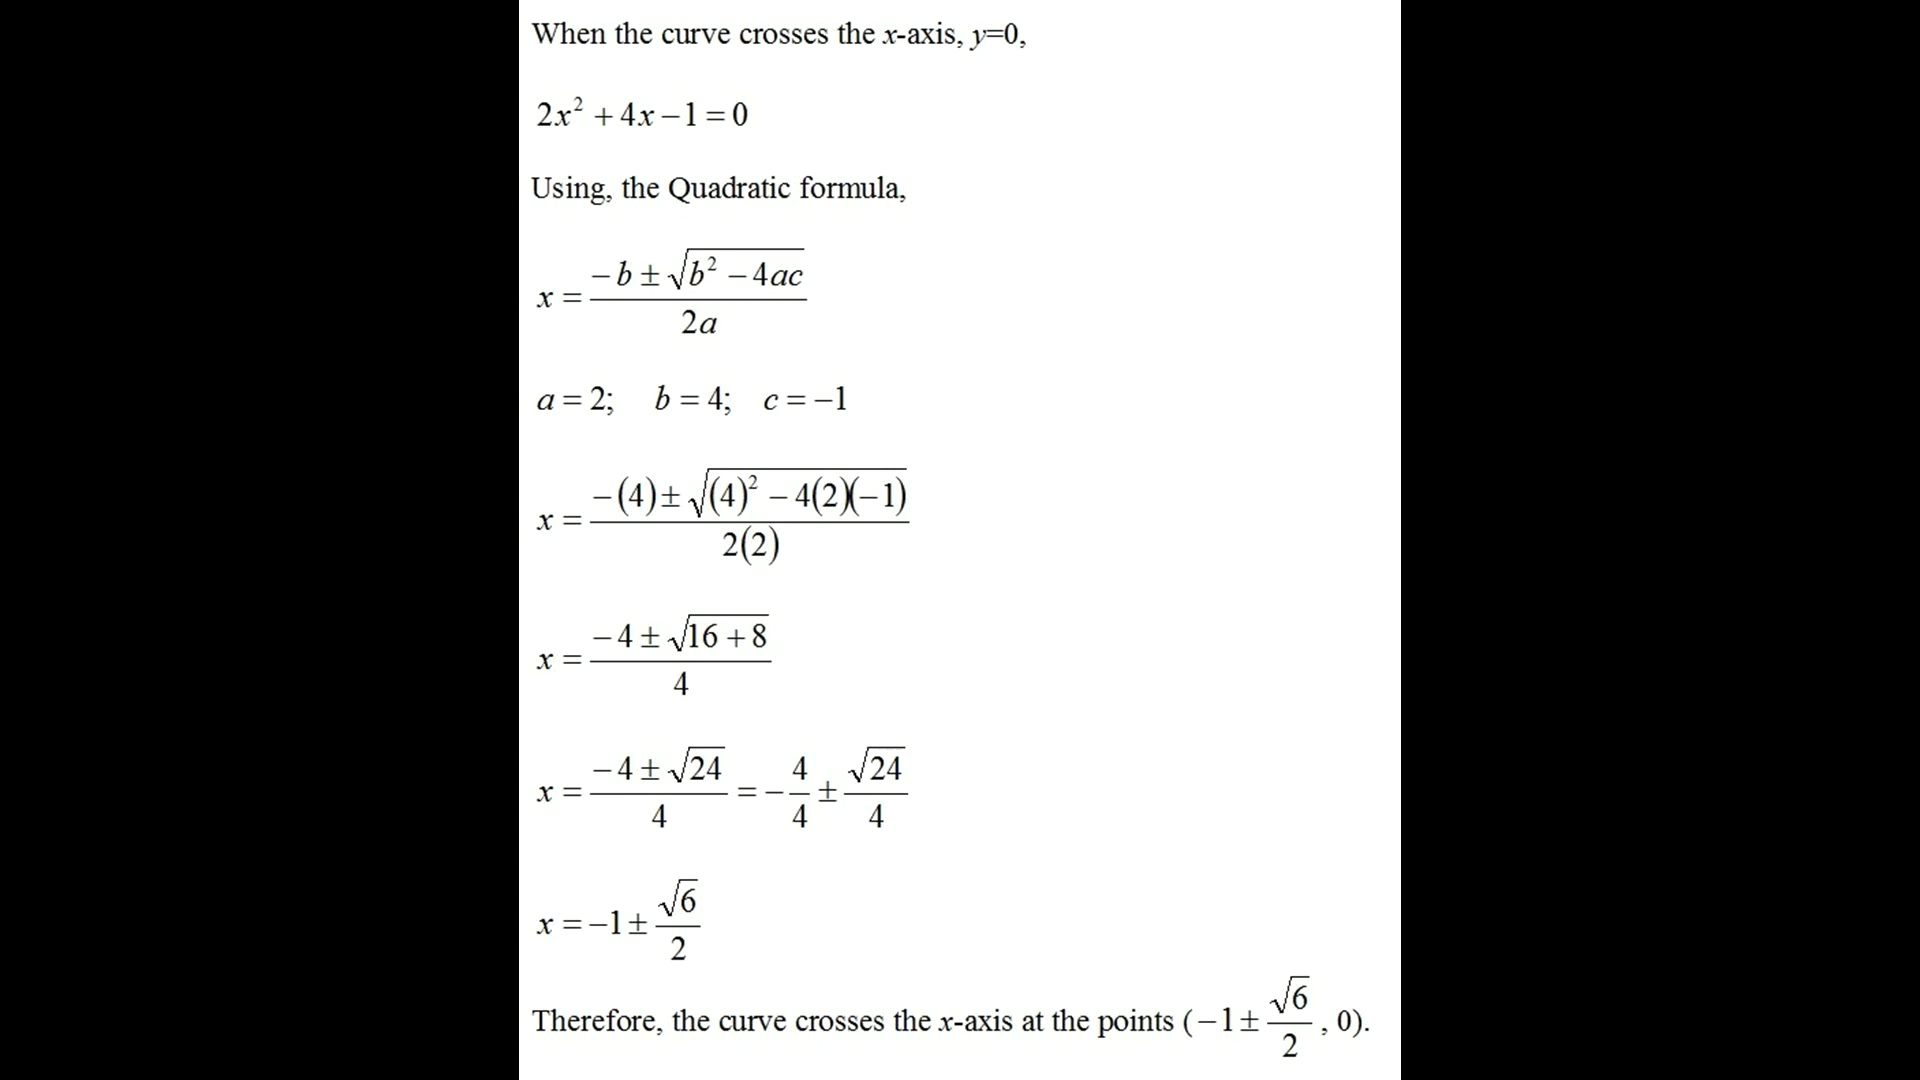 When the curve crosses the x-axis, y=0,
2x² + 4x − 1 = 0
Using, the Quadratic formula,
x = (−b ± √(b² − 4ac)) / 2a
a = 2; b = 4; c = −1
x = (−(4) ± √((4)² − 4(2)(−1))) / 2(2)
x = (−4 ± √(16 + 8)) / 4
x = (−4 ± √24) / 4 = −4/4 ± √24/4
x = −1 ± √6/2
Therefore, the curve crosses the x-axis at the points (−1 ± √6/2 , 0).